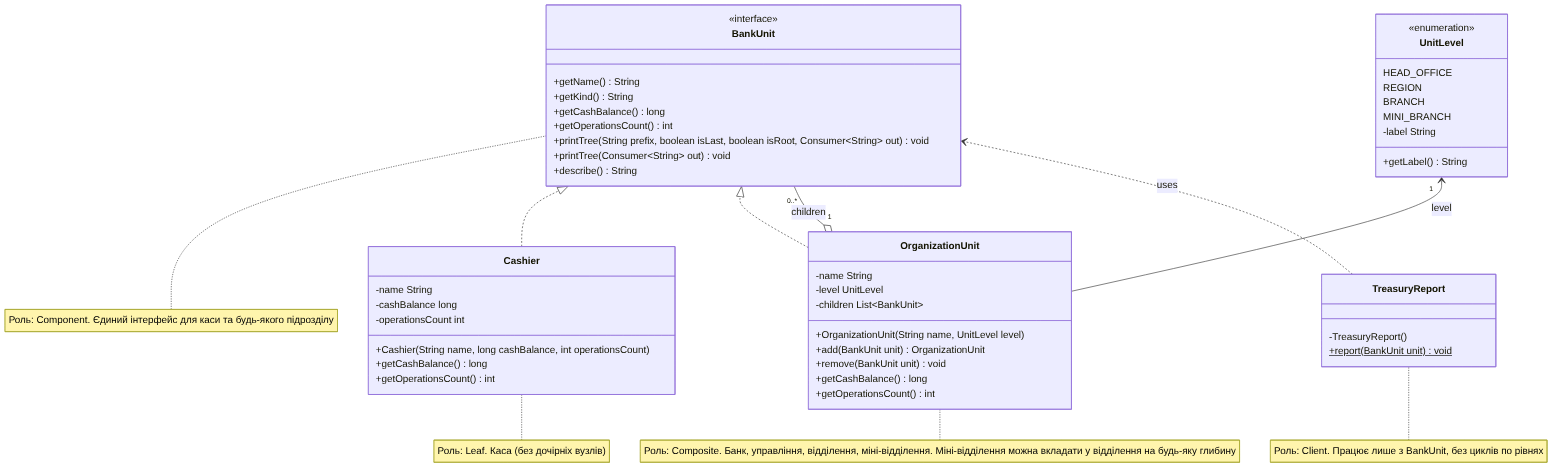 «interface»
BankUnit
+getName() : String
+getKind() : String
+getCashBalance() : long
+getOperationsCount() : int
+printTree(String prefix, boolean isLast, boolean isRoot, Consumer<String> out) : void
+printTree(Consumer<String> out) : void
+describe() : String
«enumeration»
UnitLevel
HEAD_OFFICE
REGION
BRANCH
MINI_BRANCH
-label String
+getLabel() : String
uses
0..*
children
1
1
level
Cashier
-name String
-cashBalance long
-operationsCount int
+Cashier(String name, long cashBalance, int operationsCount)
+getCashBalance() : long
+getOperationsCount() : int
OrganizationUnit
-name String
-level UnitLevel
-children List<BankUnit>
+OrganizationUnit(String name, UnitLevel level)
+add(BankUnit unit) : OrganizationUnit
+remove(BankUnit unit) : void
+getCashBalance() : long
+getOperationsCount() : int
TreasuryReport
-TreasuryReport()
+report(BankUnit unit) : void
Роль: Component. Єдиний інтерфейс для каси та будь-якого підрозділу
Роль: Leaf. Каса (без дочірніх вузлів)
Роль: Composite. Банк, управління, відділення, міні-відділення. Міні-відділення можна вкладати у відділення на будь-яку глибину
Роль: Client. Працює лише з BankUnit, без циклів по рівнях